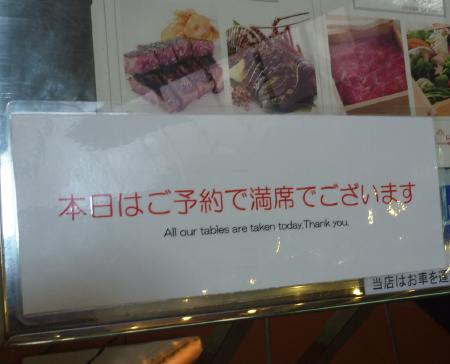 本日はご予約で満席でございます
All our tables are taken today.Thank you.
当店はお車を運